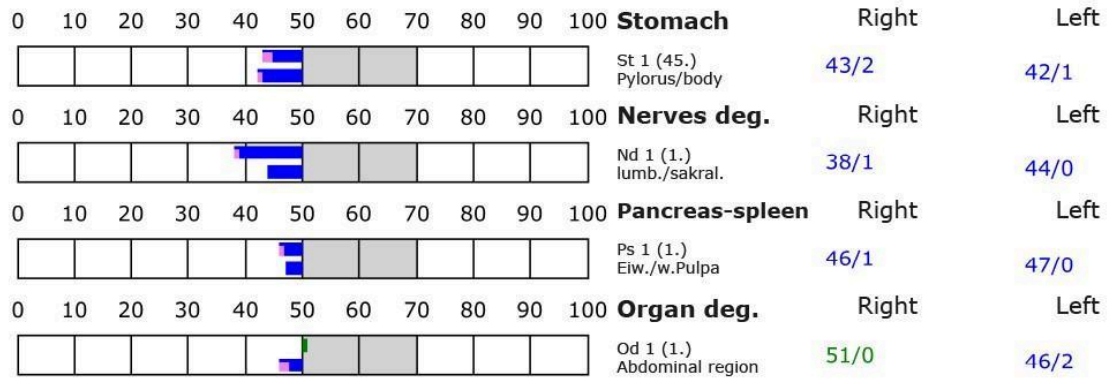 0 10 20 30 40 50 60 70 80 90 100 Stomach Right Left
St 1 (45.) 43/2 42/1
Pylorus/body
0 10 20 30 40 50 60 70 80 90 100 Nerves deg. Right Left
Nd 1 (1.) 38/1 44/0
lumb./sakral.
0 10 20 30 40 50 60 70 80 90 100 Pancreas-spleen Right Left
Ps 1 (1.) 46/1 47/0
Eiw./w.Pulpa
0 10 20 30 40 50 60 70 80 90 100 Organ deg. Right Left
Od 1 (1.) 51/0 46/2
Abdominal region